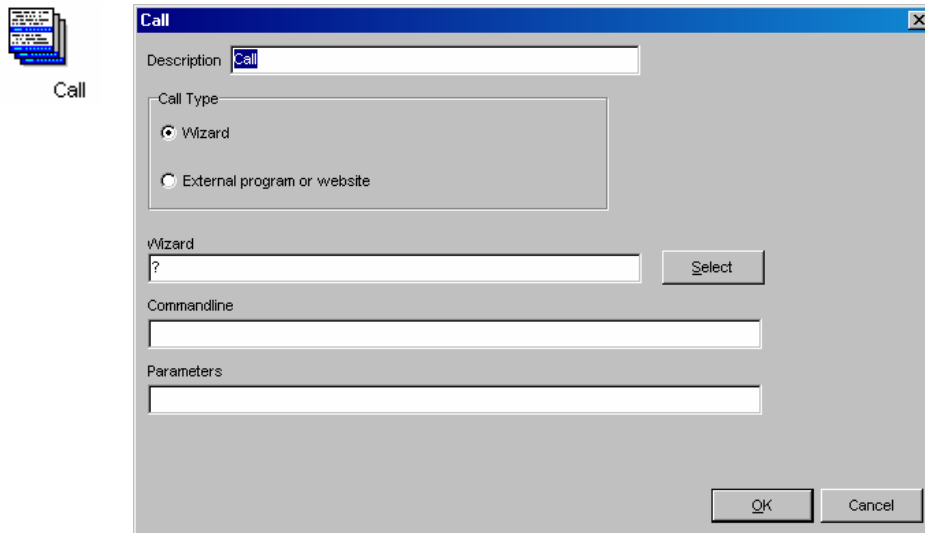 Call
Call
Description Call
Call Type
Wizard
External program or website
Wizard
?
Select
Commandline
Parameters
OK
Cancel